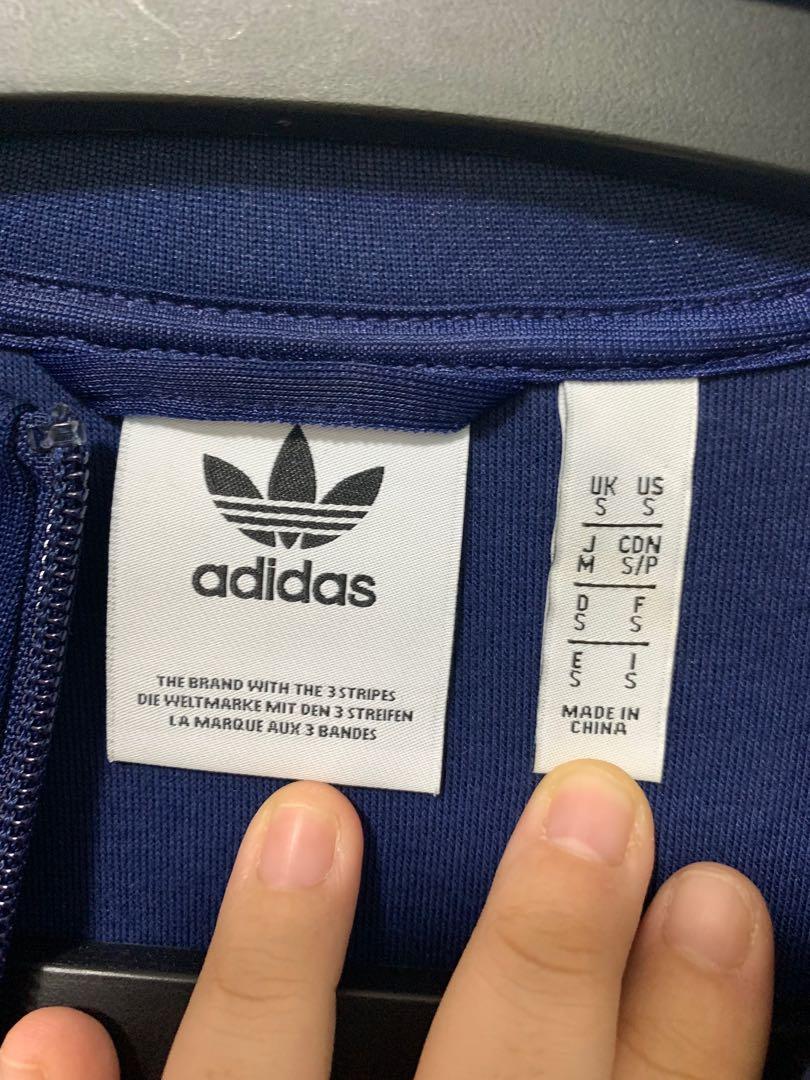 adidas
THE BRAND WITH THE 3 STRIPES
DIE WELTMARKE MIT DEN 3 STREIFEN
LA MARQUE AUX 3 BANDES
UK US
S S
J CDN
M S/P
D F
S S
E I
S S
MADE IN
CHINA